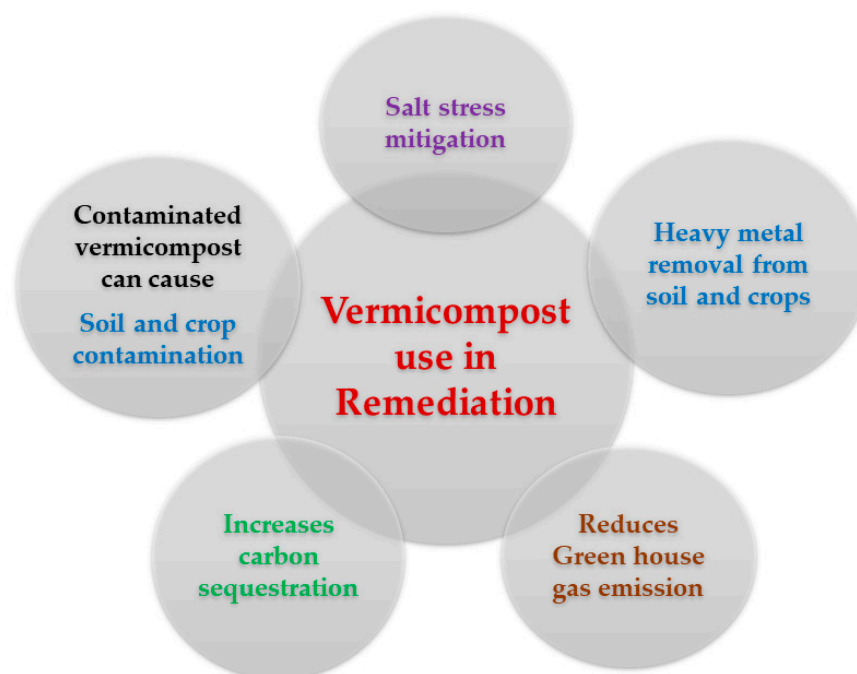 Salt stress
mitigation
Contaminated
vermicompost
can cause
Soil and crop
contamination
Heavy metal
removal from
soil and crops
Vermicompost
use in
Remediation
Increases
carbon
sequestration
Reduces
Green house
gas emission